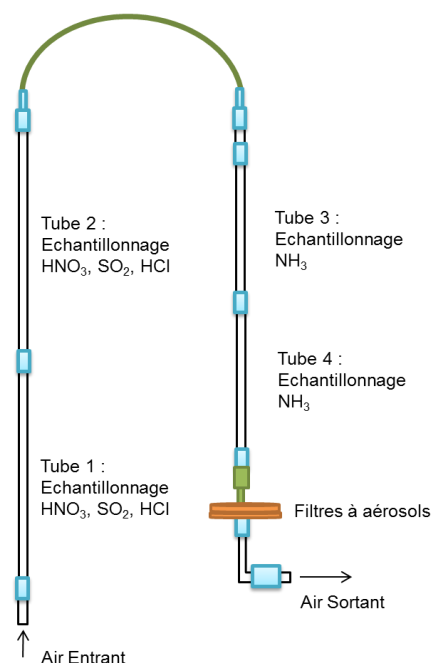 Tube 2 :
Echantillonnage
HNO₃, SO₂, HCl
Tube 3 :
Echantillonnage
NH₃
Tube 4 :
Echantillonnage
NH₃
Tube 1 :
Echantillonnage
HNO₃, SO₂, HCl
Filtres à aérosols
Air Sortant
Air Entrant